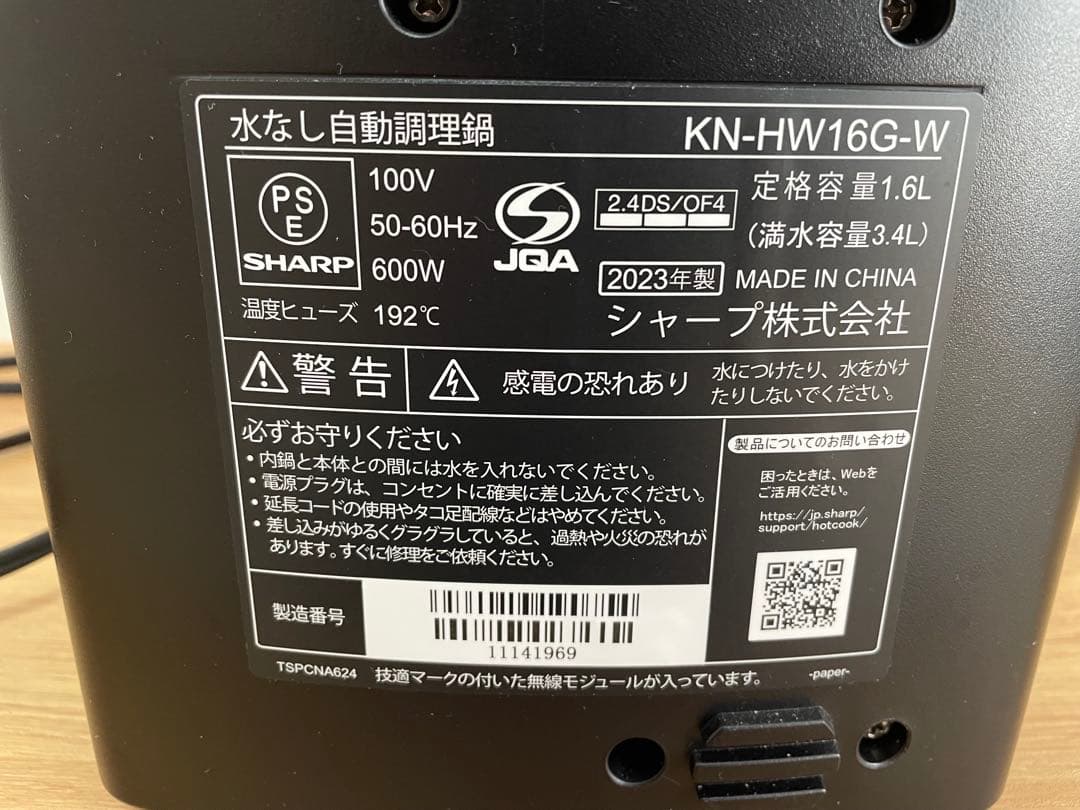 水なし自動調理鍋 KN-HW16G-W
PSE
SHARP
100V
50-60Hz
600W
温度ヒューズ 192℃
JQA
2.4DS/OF4
定格容量1.6L
(満水容量3.4L)
2023年製 MADE IN CHINA
シャープ株式会社
警告
感電の恐れあり
水につけたり、水をかけ
たりしないでください。
必ずお守りください
・内鍋と本体との間には水を入れないでください。
・電源プラグは、コンセントに確実に差し込んでください。
・延長コードの使用やタコ足配線などはやめてください。
・差し込みがゆるくグラグラしていると、過熱や火災の恐れが
あります。すぐに修理をご依頼ください。
製品についてのお問い合わせ
困ったときは、Webを
ご活用ください。
https://jp.sharp/
support/hotcook/
製造番号
11141969
TSPCNA624 技適マークの付いた無線モジュールが入っています。 -paper-